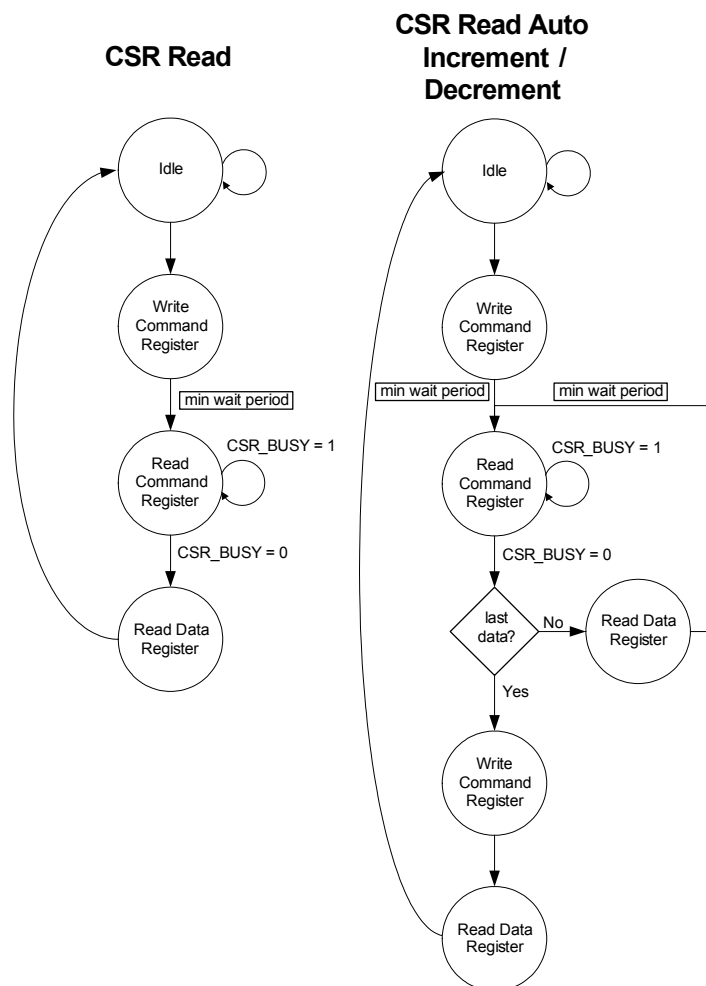 CSR Read
Idle
Write
Command
Register
min wait period
Read
Command
Register
CSR_BUSY = 1
CSR_BUSY = 0
Read Data
Register
CSR Read Auto
Increment /
Decrement
Idle
Write
Command
Register
min wait period
min wait period
Read
Command
Register
CSR_BUSY = 1
CSR_BUSY = 0
last
data?
No
Read Data
Register
Yes
Write
Command
Register
Read Data
Register